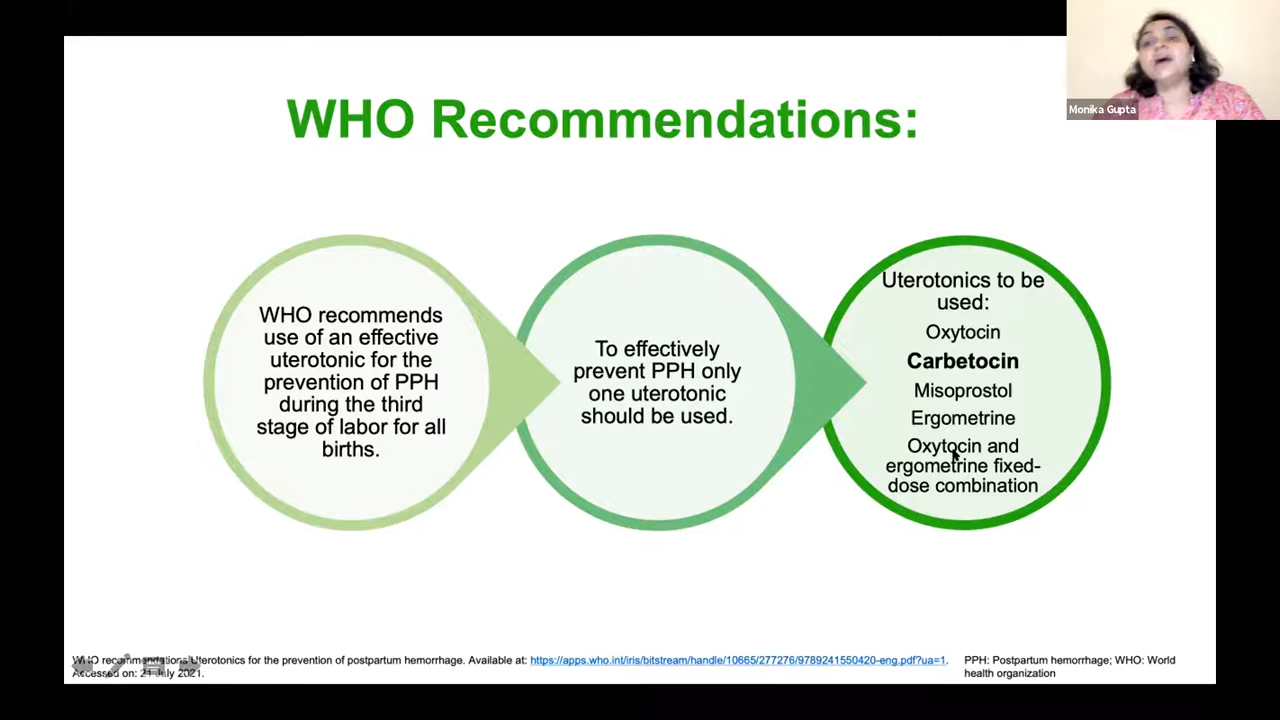 Monika Gupta
WHO Recommendations:
WHO recommends
use of an effective
uterotonic for the
prevention of PPH
during the third
stage of labor for all
births.
To effectively
prevent PPH only
one uterotonic
should be used.
Uterotonics to be
used:
Oxytocin
Carbetocin
Misoprostol
Ergometrine
Oxytocin and
ergometrine fixed-
dose combination
WHO recommendations Uterotonics for the prevention of postpartum hemorrhage. Available at: https://apps.who.int/iris/bitstream/handle/10665/277276/9789241550420-eng.pdf?ua=1.
Accessed on: 21 July 2021.
PPH: Postpartum hemorrhage; WHO: World
health organization